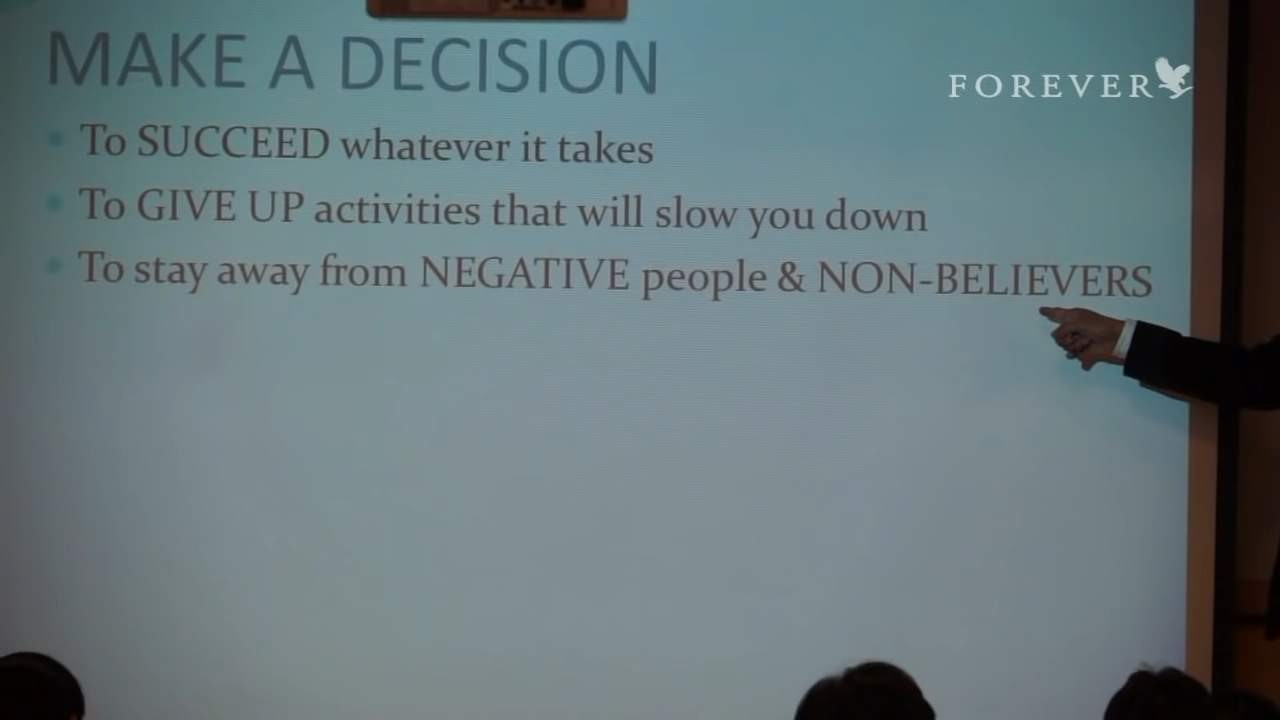 MAKE A DECISION
FOREVER
To SUCCEED whatever it takes
To GIVE UP activities that will slow you down
To stay away from NEGATIVE people & NON-BELIEVERS